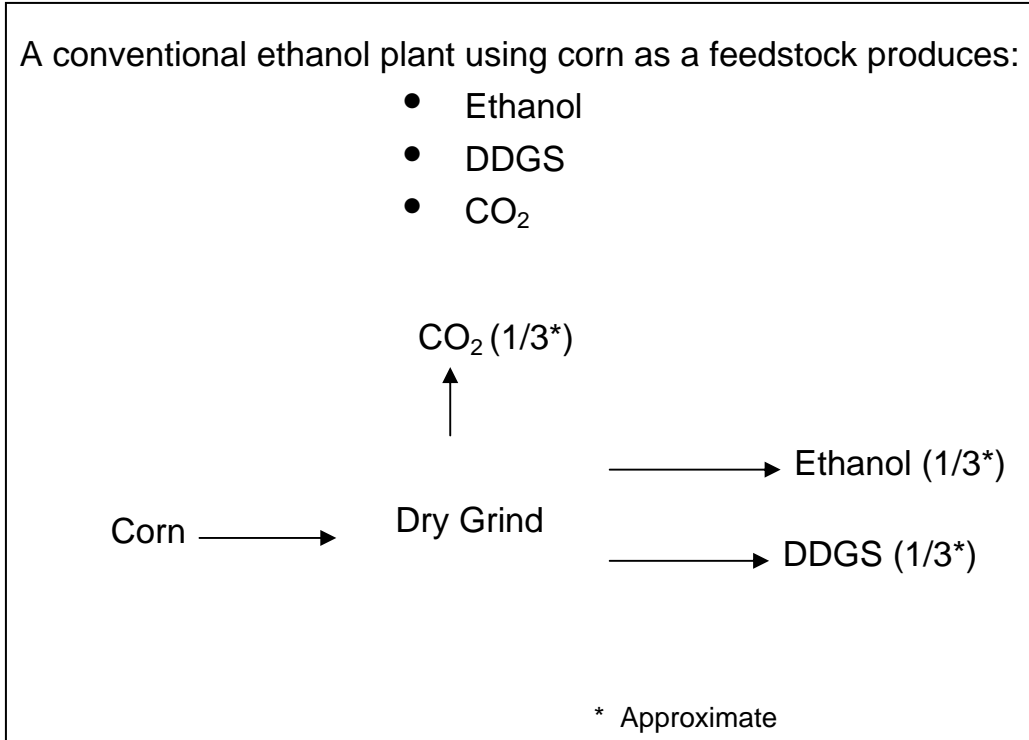 A conventional ethanol plant using corn as a feedstock produces:
• Ethanol
• DDGS
• CO₂
CO₂ (1/3*)
Ethanol (1/3*)
Corn
Dry Grind
DDGS (1/3*)
* Approximate